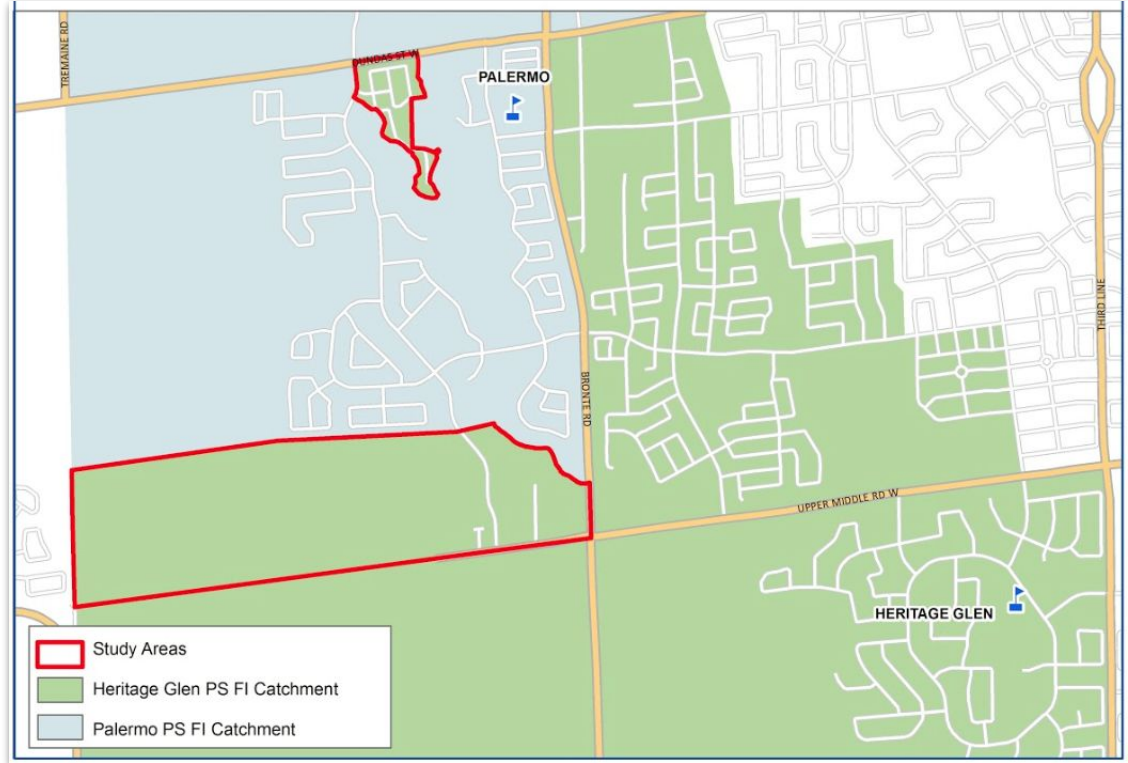 TREMAINE RD
DUNDAS ST W
PALERMO
BRONTE RD
THIRD LINE
UPPER MIDDLE RD W
HERITAGE GLEN
Study Areas
Heritage Glen PS FI Catchment
Palermo PS FI Catchment